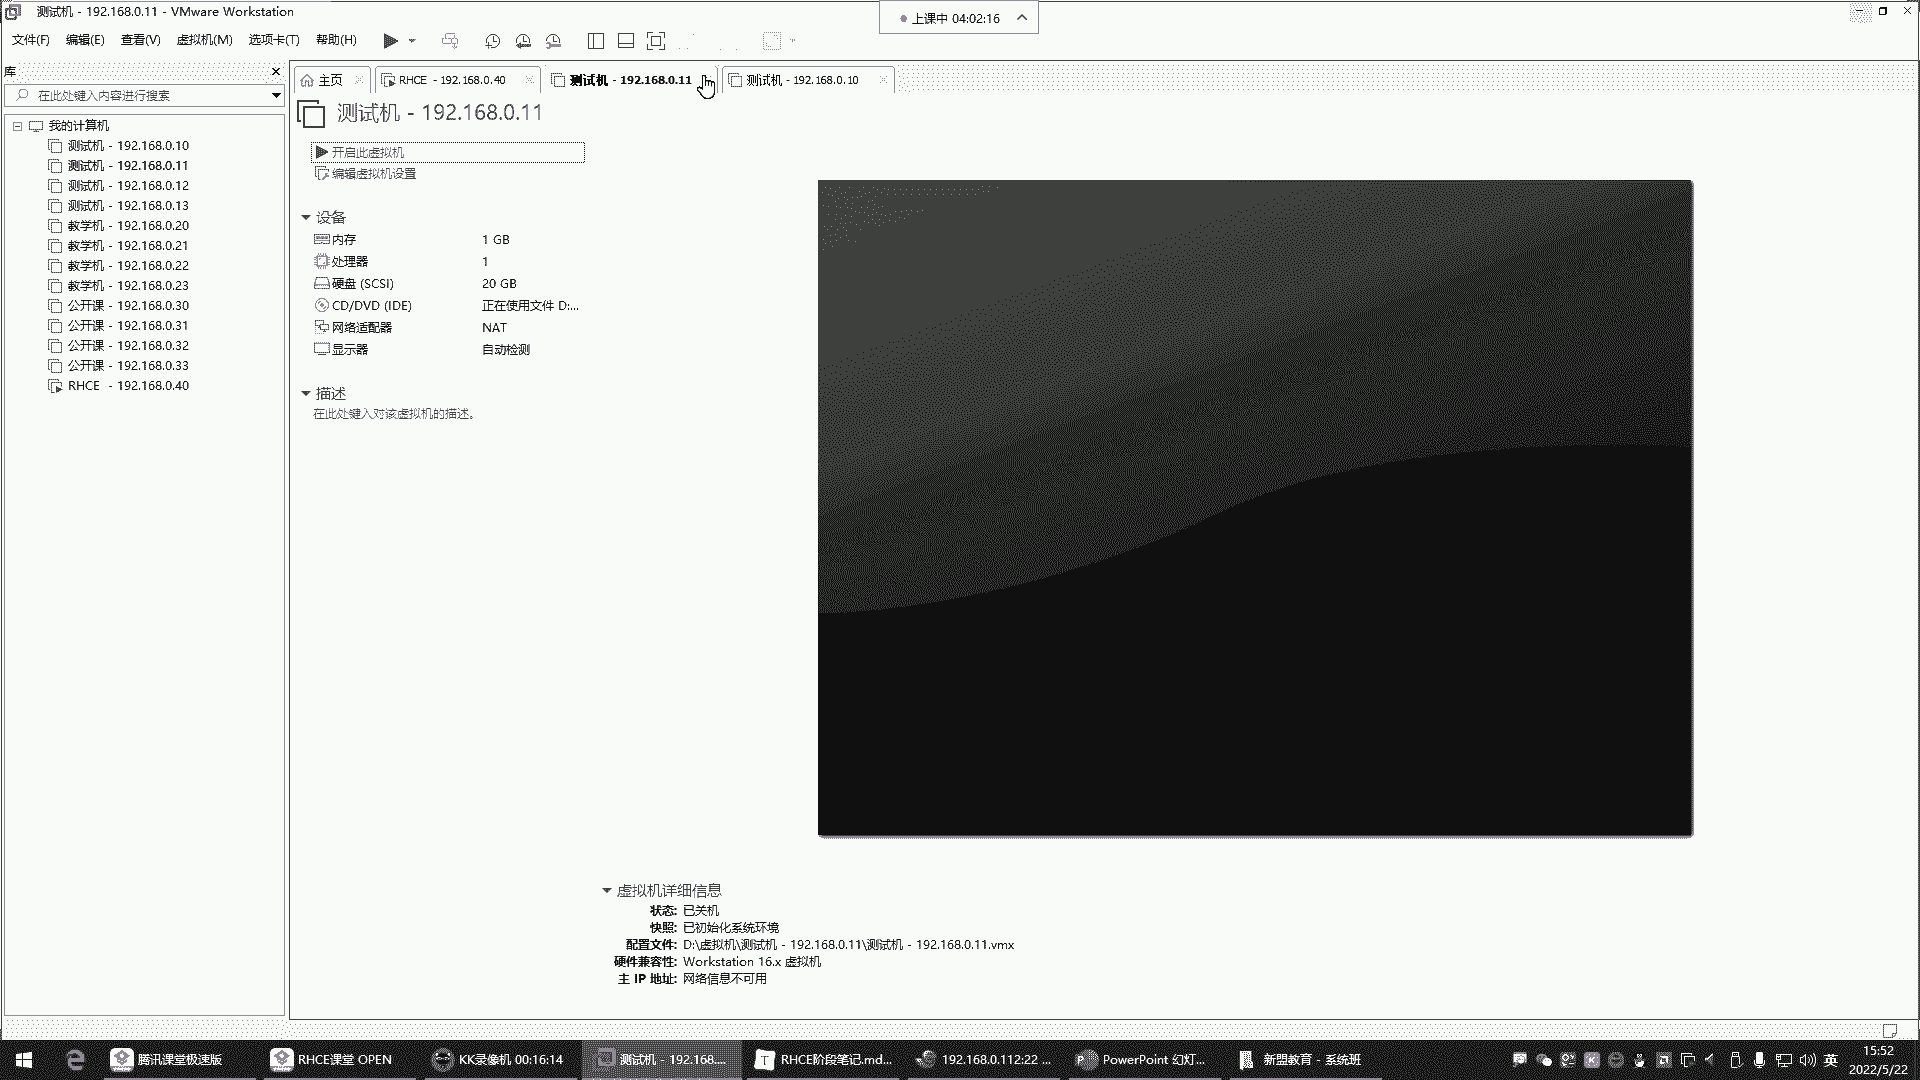 测试机 - 192.168.0.11 - VMware Workstation
上课中 04:02:16
文件(F) 编辑(E) 查看(V) 虚拟机(M) 选项卡(T) 帮助(H)
库
在此处键入内容进行搜索
我的计算机
测试机 - 192.168.0.10
测试机 - 192.168.0.11
测试机 - 192.168.0.12
测试机 - 192.168.0.13
教学机 - 192.168.0.20
教学机 - 192.168.0.21
教学机 - 192.168.0.22
教学机 - 192.168.0.23
公开课 - 192.168.0.30
公开课 - 192.168.0.31
公开课 - 192.168.0.32
公开课 - 192.168.0.33
RHCE - 192.168.0.40
主页 RHCE - 192.168.0.40 测试机 - 192.168.0.11 测试机 - 192.168.0.10
测试机 - 192.168.0.11
开启此虚拟机
编辑虚拟机设置
设备
内存 1 GB
处理器 1
硬盘 (SCSI) 20 GB
CD/DVD (IDE) 正在使用文件 D:...
网络适配器 NAT
显示器 自动检测
描述
在此处键入对该虚拟机的描述。
虚拟机详细信息
状态: 已关机
快照: 已初始化系统环境
配置文件: D:\虚拟机\测试机 - 192.168.0.11\测试机 - 192.168.0.11.vmx
硬件兼容性: Workstation 16.x 虚拟机
主 IP 地址: 网络信息不可用
腾讯课堂极速版 RHCE课堂 OPEN KK录像机 00:16:14 测试机 - 192.168.... RHCE阶段笔记.md... 192.168.0.112:22 ... PowerPoint 幻灯... 新盟教育 - 系统班 英 15:52
2022/5/22